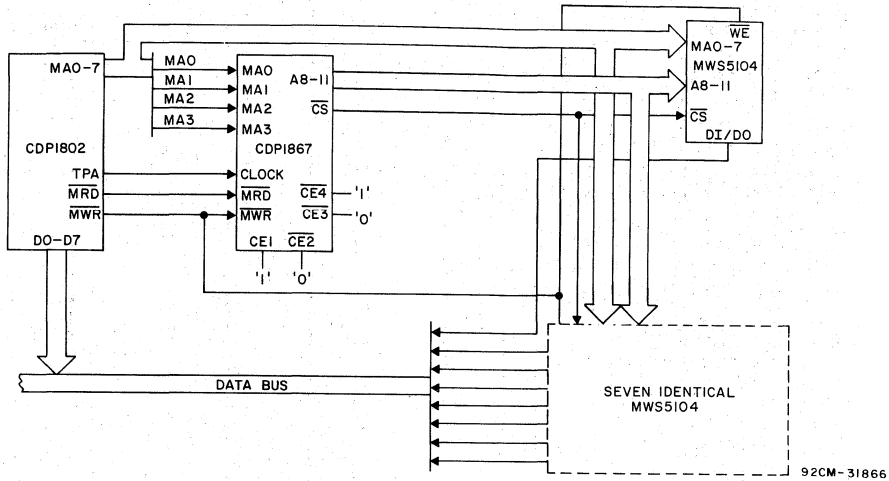 CDP1802
MA0-7
TPA
MRD
MWR
D0-D7
MA0
MA1
MA2
MA3
MA0
MA1
MA2
MA3
CDP1867
CLOCK
MRD
MWR
A8-11
CS
CE4
CE3
CE1
CE2
'1'
'0'
'1'
'0'
WE
MA0-7
MWS5104
A8-11
CS
DI/DO
DATA BUS
SEVEN IDENTICAL
MWS5104
92CM-31866